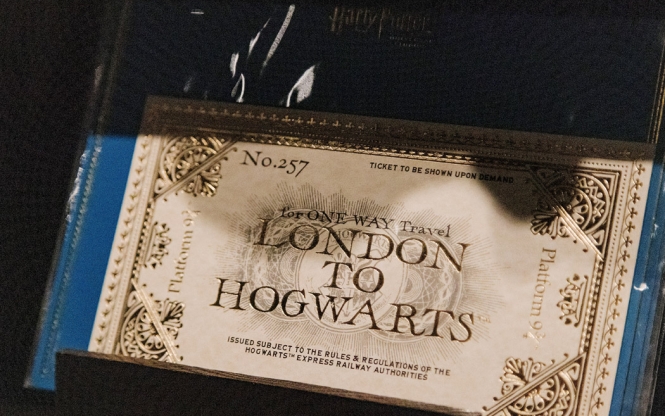 Harry Potter
No.257
TICKET TO BE SHOWN UPON DEMAND
for ONE WAY Travel
LONDON
TO
HOGWARTS
ISSUED SUBJECT TO THE RULES & REGULATIONS OF THE
HOGWARTS™ EXPRESS RAILWAY AUTHORITIES
Platform
Platform 9¾